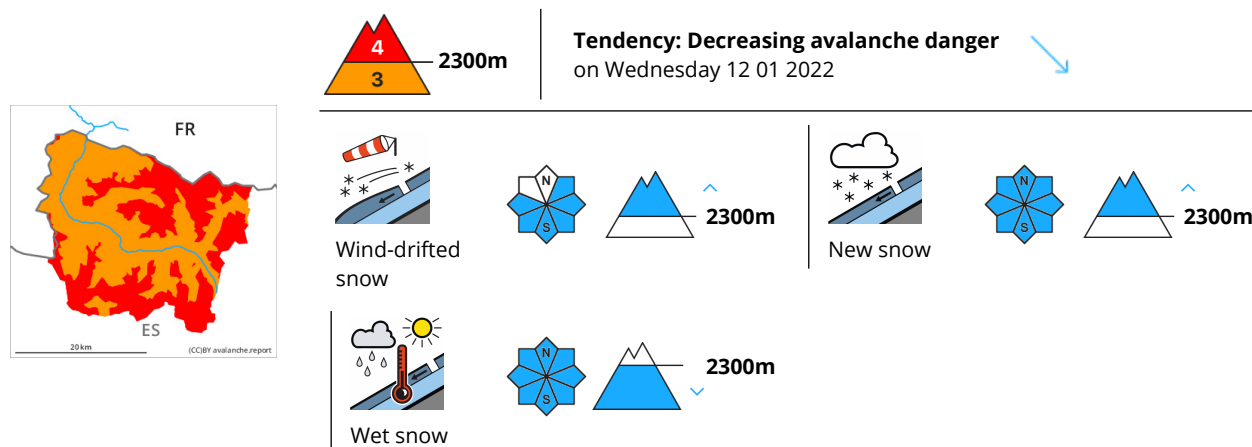 4
3
2300m
Tendency: Decreasing avalanche danger
on Wednesday 12 01 2022
FR
ES
20 km
(CC)BY avalanche.report
N
S
2300m
Wind-drifted
snow
N
S
2300m
New snow
N
S
2300m
Wet snow